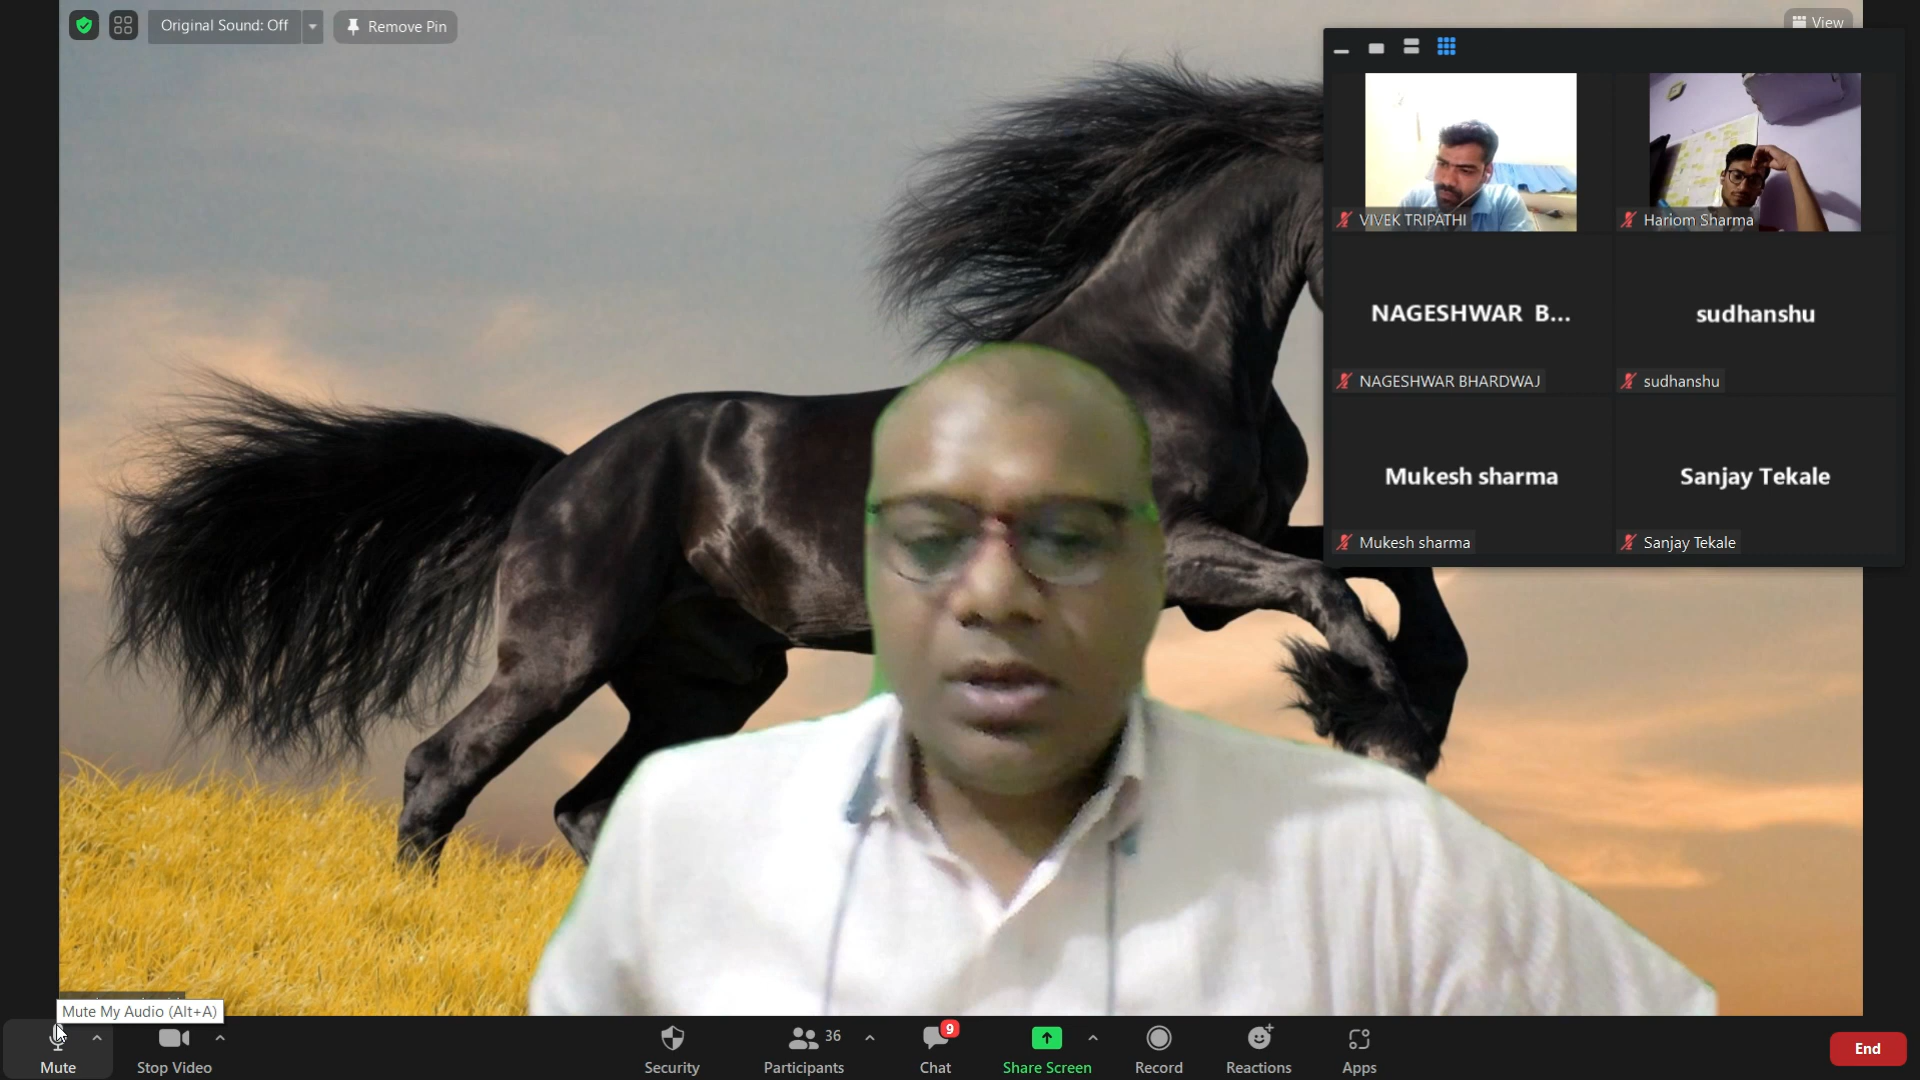 Original Sound: Off
Remove Pin
View
VIVEK TRIPATHI
Hariom Sharma
NAGESHWAR B...
sudhanshu
NAGESHWAR BHARDWAJ
sudhanshu
Mukesh sharma
Sanjay Tekale
Mukesh sharma
Sanjay Tekale
Mute My Audio (Alt+A)
Mute
Stop Video
Security
36
Participants
9
Chat
Share Screen
Record
Reactions
Apps
End